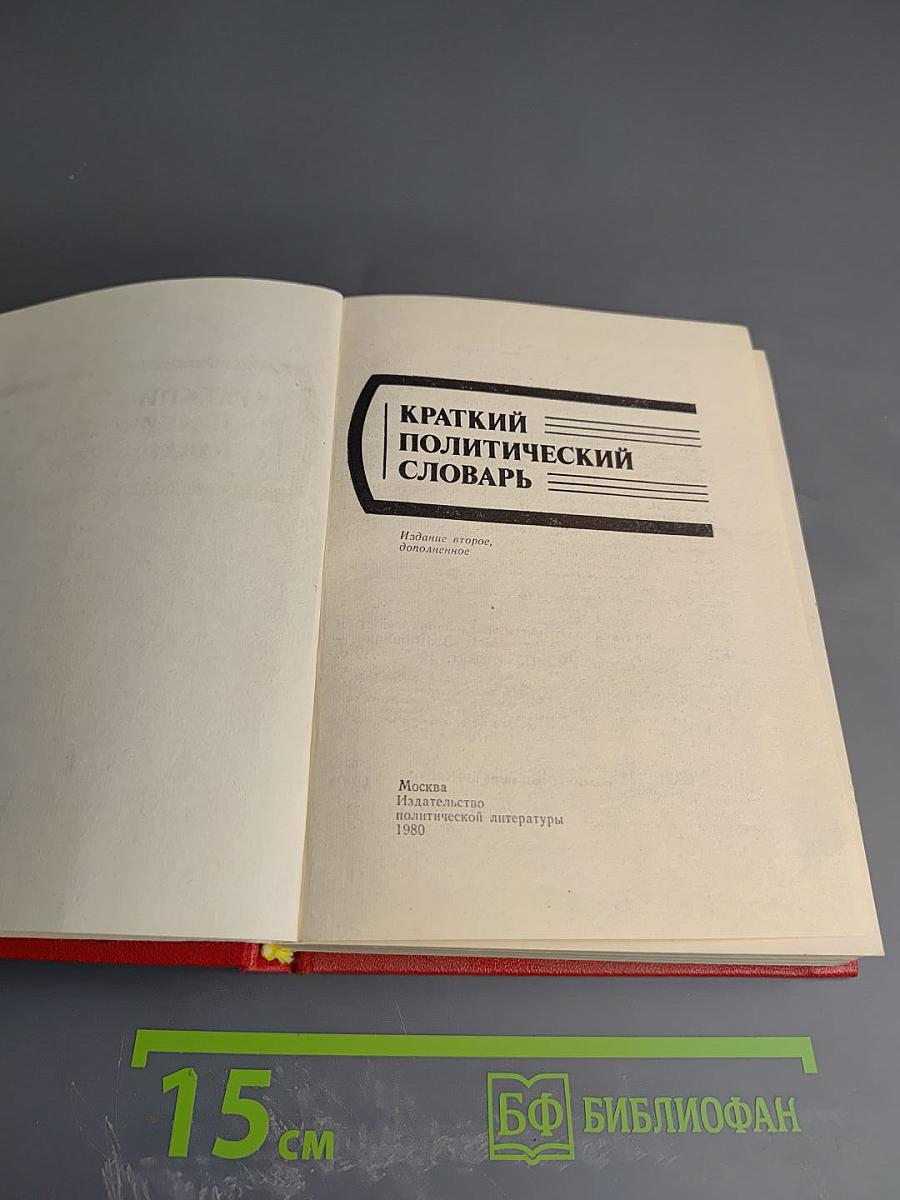 КРАТКИЙ
ПОЛИТИЧЕСКИЙ
СЛОВАРЬ
Издание второе,
дополненное
Москва
Издательство
политической литературы
1980
15 см
БФ БИБЛИОФАН